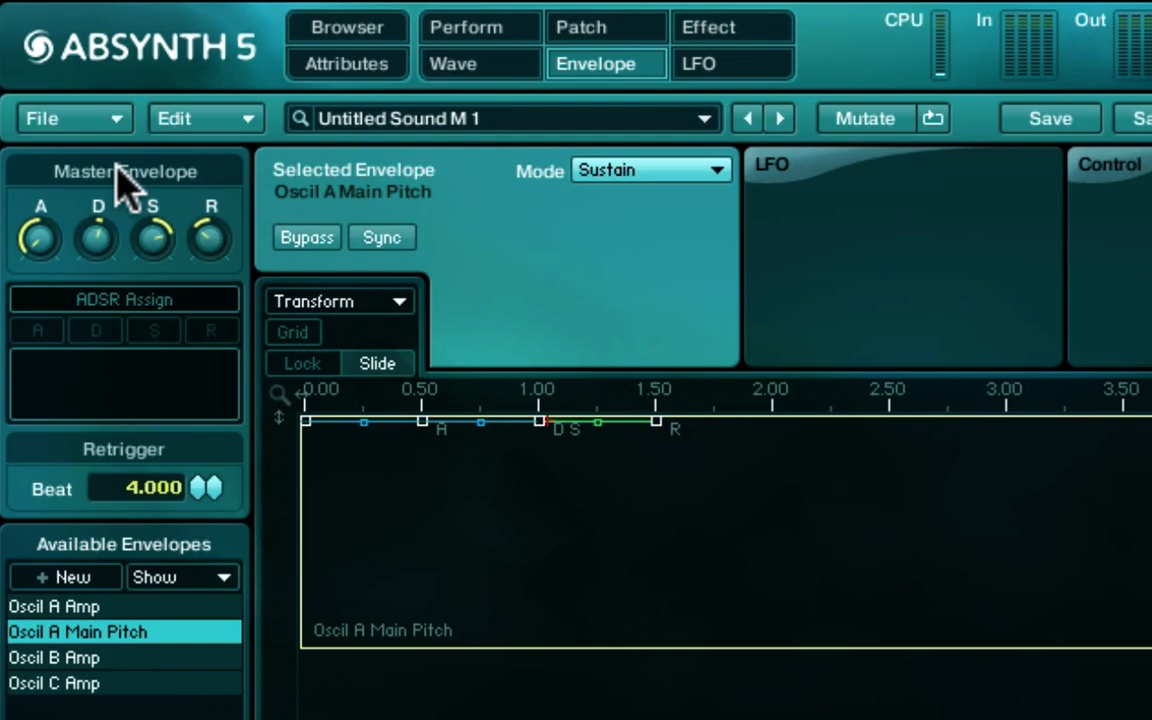 ABSYNTH 5
Browser Perform Patch Effect CPU In Out
Attributes Wave Envelope LFO
File Edit Untitled Sound M 1 Mutate Save
Master Envelope
A D S R
ADSR Assign
A D S R
Retrigger
Beat 4.000
Available Envelopes
+ New Show
Oscil A Amp
Oscil A Main Pitch
Oscil B Amp
Oscil C Amp
Selected Envelope Mode Sustain
Oscil A Main Pitch
Bypass Sync
LFO
Control
Transform
Grid
Lock Slide
0.00 0.50 1.00 1.50 2.00 2.50 3.00 3.50
A D S R
Oscil A Main Pitch